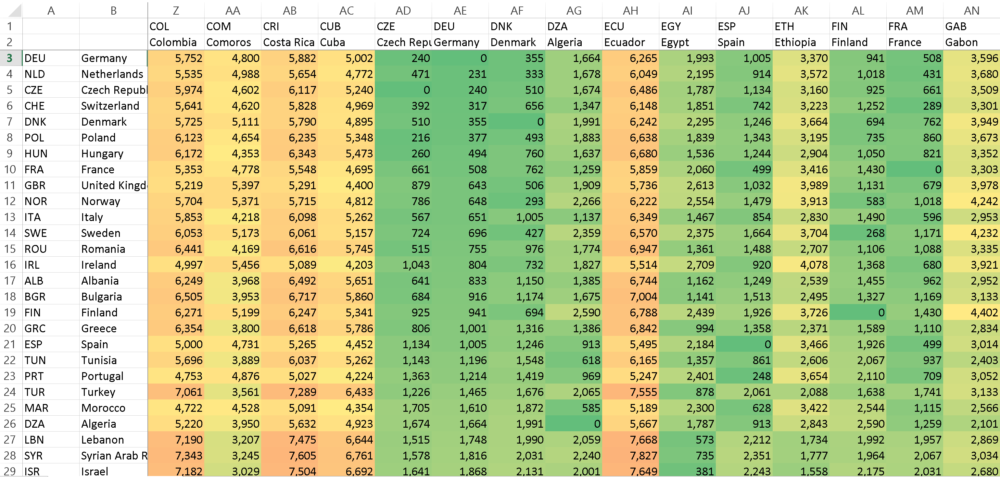 A B Z AA AB AC AD AE AF AG AH AI AJ AK AL AM AN
1 COL COM CRI CUB CZE DEU DNK DZA ECU EGY ESP ETH FIN FRA GAB
2 Colombia Comoros Costa Rica Cuba Czech Repu Germany Denmark Algeria Ecuador Egypt Spain Ethiopia Finland France Gabon
3 DEU Germany 5,752 4,800 5,882 5,002 240 0 355 1,664 6,265 1,993 1,005 3,370 941 508 3,596
4 NLD Netherlands 5,535 4,988 5,654 4,772 471 231 333 1,678 6,049 2,195 914 3,572 1,018 431 3,680
5 CZE Czech Republ 5,974 4,602 6,117 5,240 0 240 510 1,674 6,486 1,787 1,134 3,160 925 661 3,509
6 CHE Switzerland 5,641 4,620 5,828 4,969 392 317 656 1,347 6,148 1,851 742 3,223 1,252 289 3,301
7 DNK Denmark 5,725 5,111 5,790 4,895 510 355 0 1,991 6,242 2,295 1,246 3,664 694 762 3,949
8 POL Poland 6,123 4,654 6,235 5,348 216 377 493 1,883 6,638 1,839 1,343 3,195 735 860 3,673
9 HUN Hungary 6,172 4,353 6,343 5,473 260 494 760 1,637 6,680 1,536 1,244 2,904 1,050 821 3,352
10 FRA France 5,353 4,778 5,548 4,695 661 508 762 1,259 5,859 2,060 499 3,416 1,430 0 3,303
11 GBR United Kingd 5,219 5,397 5,291 4,400 879 643 506 1,909 5,736 2,613 1,032 3,989 1,131 679 3,978
12 NOR Norway 5,704 5,371 5,715 4,812 786 648 293 2,266 6,222 2,554 1,479 3,913 583 1,018 4,242
13 ITA Italy 5,853 4,218 6,098 5,262 567 651 1,005 1,137 6,349 1,467 854 2,830 1,490 596 2,953
14 SWE Sweden 6,053 5,173 6,061 5,157 724 696 427 2,359 6,570 2,375 1,664 3,704 268 1,171 4,232
15 ROU Romania 6,441 4,169 6,616 5,745 515 755 976 1,774 6,947 1,361 1,488 2,707 1,106 1,088 3,335
16 IRL Ireland 4,997 5,456 5,089 4,203 1,043 804 732 1,827 5,514 2,709 920 4,078 1,368 680 3,921
17 ALB Albania 6,249 3,968 6,492 5,651 641 833 1,150 1,385 6,744 1,162 1,249 2,539 1,455 962 2,952
18 BGR Bulgaria 6,505 3,953 6,717 5,860 684 916 1,174 1,675 7,004 1,141 1,513 2,495 1,327 1,169 3,133
19 FIN Finland 6,271 5,199 6,247 5,341 925 941 694 2,590 6,788 2,439 1,926 3,726 0 1,430 4,402
20 GRC Greece 6,354 3,800 6,618 5,786 806 1,001 1,316 1,386 6,842 994 1,358 2,371 1,589 1,110 2,834
21 ESP Spain 5,000 4,731 5,265 4,452 1,134 1,005 1,246 913 5,495 2,184 0 3,466 1,926 499 3,014
22 TUN Tunisia 5,696 3,889 6,037 5,262 1,143 1,196 1,548 618 6,165 1,357 861 2,606 2,067 937 2,403
23 PRT Portugal 4,753 4,876 5,027 4,224 1,363 1,214 1,419 969 5,247 2,401 248 3,654 2,110 709 3,052
24 TUR Turkey 7,061 3,561 7,289 6,433 1,226 1,465 1,676 2,065 7,555 878 2,061 2,088 1,638 1,741 3,133
25 MAR Morocco 4,722 4,528 5,091 4,354 1,705 1,610 1,872 585 5,189 2,300 628 3,422 2,544 1,115 2,566
26 DZA Algeria 5,220 3,950 5,632 4,923 1,674 1,664 1,991 0 5,667 1,787 913 2,843 2,590 1,259 2,101
27 LBN Lebanon 7,190 3,207 7,475 6,644 1,515 1,748 1,990 2,059 7,668 573 2,212 1,734 1,992 1,957 2,869
28 SYR Syrian Arab R 7,343 3,245 7,605 6,761 1,578 1,816 2,031 2,240 7,827 735 2,351 1,777 1,964 2,067 3,034
29 ISR Israel 7,182 3,029 7,504 6,692 1,641 1,868 2,131 2,001 7,649 381 2,243 1,558 2,175 2,031 2,680